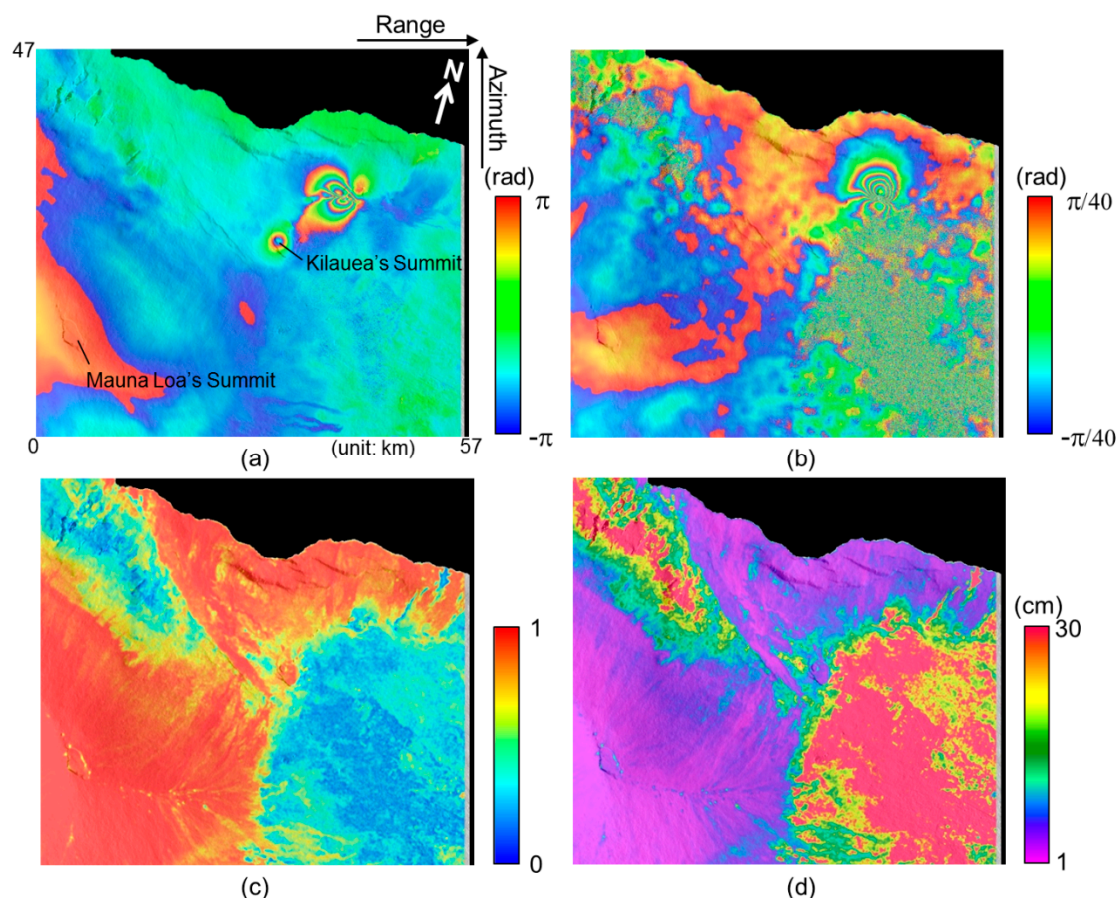 Range
47
N
Azimuth
(rad)
π
-π
Kilauea's Summit
Mauna Loa's Summit
0
(unit: km)
57
(a)
(rad)
π/40
-π/40
(b)
1
0
(c)
(cm)
30
1
(d)